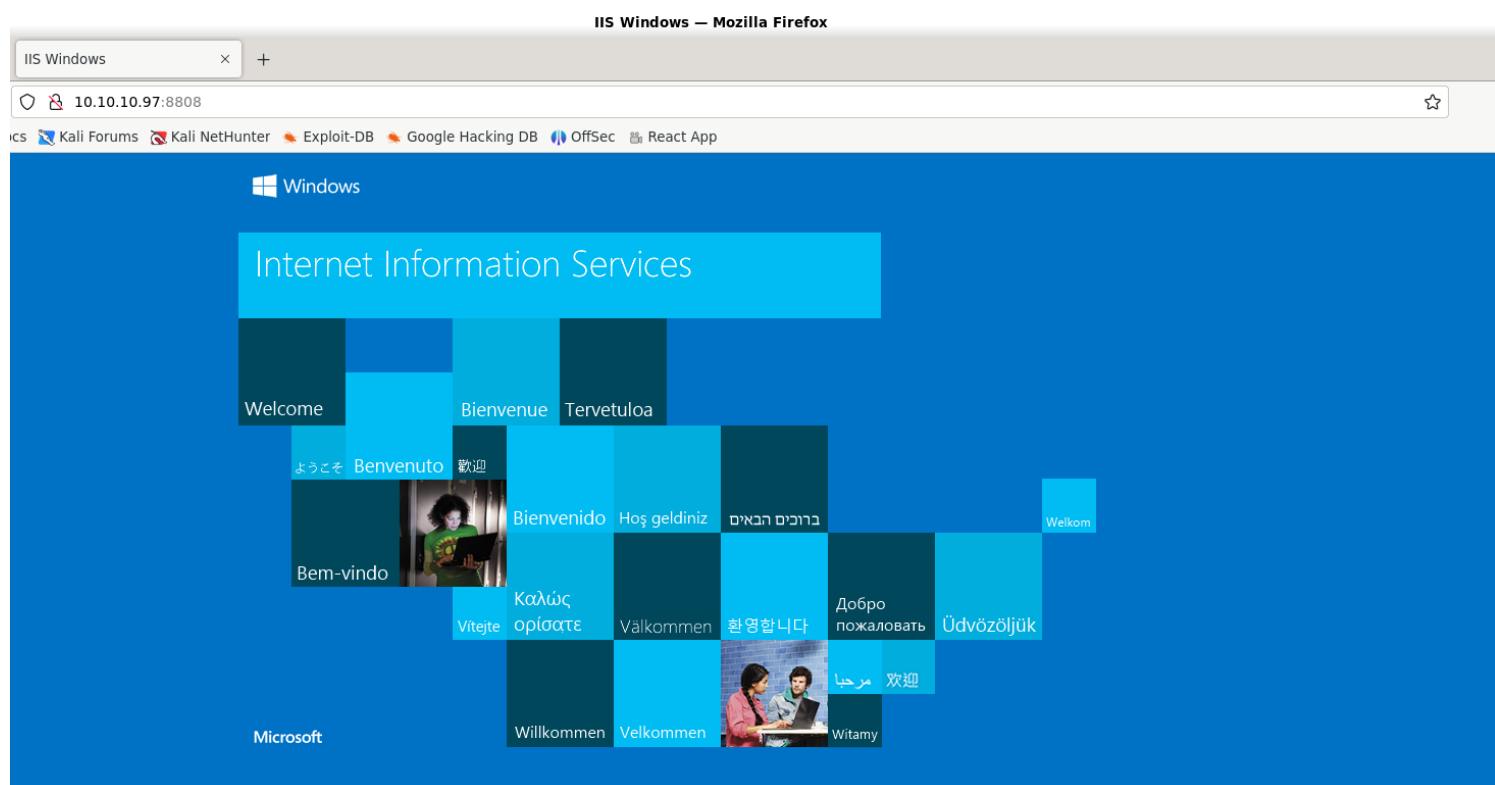 IIS Windows — Mozilla Firefox
IIS Windows
10.10.10.97:8808
ocs Kali Forums Kali NetHunter Exploit-DB Google Hacking DB OffSec React App
Windows
Internet Information Services
Welcome
Bienvenue
Tervetuloa
ようこそ
Benvenuto
歡迎
Bienvenido
Hoş geldiniz
ברוכים הבאים
Welkom
Bem-vindo
Vítejte
Καλώς
ορίσατε
Välkommen
환영합니다
Добро
пожаловать
Üdvözöljük
Willkommen
Velkommen
مرحبا
欢迎
Witamy
Microsoft